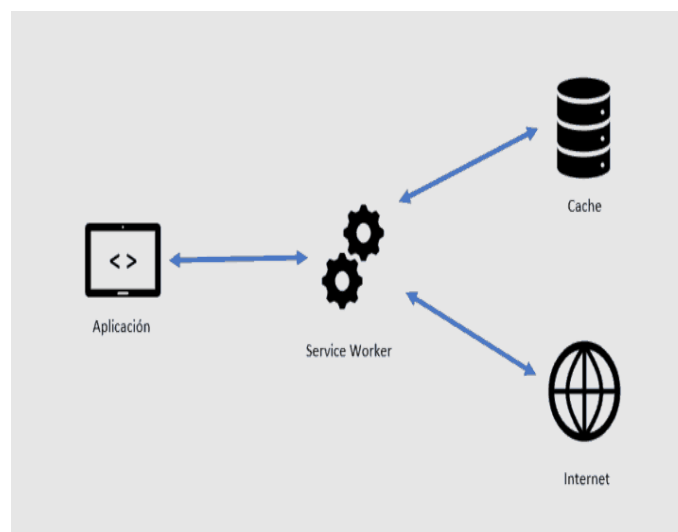 Cache
< >
Aplicación
Service Worker
Internet